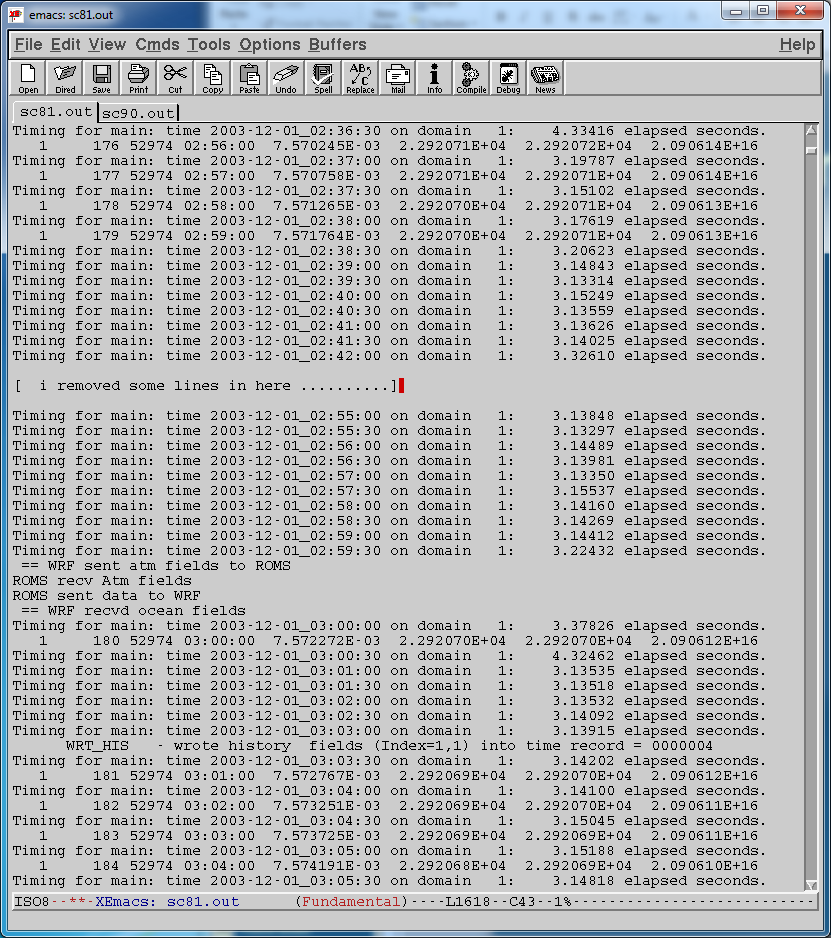 emacs: sc81.out
File Edit View Cmds Tools Options Buffers Help
Open Dired Save Print Cut Copy Paste Undo Spell Replace Mail Info Compile Debug News
sc81.out sc90.out
Timing for main: time 2003-12-01_02:36:30 on domain 1: 4.33416 elapsed seconds.
1 176 52974 02:56:00 7.570245E-03 2.292071E+04 2.292072E+04 2.090614E+16
Timing for main: time 2003-12-01_02:37:00 on domain 1: 3.19787 elapsed seconds.
1 177 52974 02:57:00 7.570758E-03 2.292071E+04 2.292071E+04 2.090614E+16
Timing for main: time 2003-12-01_02:37:30 on domain 1: 3.15102 elapsed seconds.
1 178 52974 02:58:00 7.571265E-03 2.292070E+04 2.292071E+04 2.090613E+16
Timing for main: time 2003-12-01_02:38:00 on domain 1: 3.17619 elapsed seconds.
1 179 52974 02:59:00 7.571764E-03 2.292070E+04 2.292071E+04 2.090613E+16
Timing for main: time 2003-12-01_02:38:30 on domain 1: 3.20623 elapsed seconds.
Timing for main: time 2003-12-01_02:39:00 on domain 1: 3.14843 elapsed seconds.
Timing for main: time 2003-12-01_02:39:30 on domain 1: 3.13314 elapsed seconds.
Timing for main: time 2003-12-01_02:40:00 on domain 1: 3.15249 elapsed seconds.
Timing for main: time 2003-12-01_02:40:30 on domain 1: 3.13559 elapsed seconds.
Timing for main: time 2003-12-01_02:41:00 on domain 1: 3.13626 elapsed seconds.
Timing for main: time 2003-12-01_02:41:30 on domain 1: 3.14025 elapsed seconds.
Timing for main: time 2003-12-01_02:42:00 on domain 1: 3.32610 elapsed seconds.
[ i removed some lines in here ..........]
Timing for main: time 2003-12-01_02:55:00 on domain 1: 3.13848 elapsed seconds.
Timing for main: time 2003-12-01_02:55:30 on domain 1: 3.13297 elapsed seconds.
Timing for main: time 2003-12-01_02:56:00 on domain 1: 3.14489 elapsed seconds.
Timing for main: time 2003-12-01_02:56:30 on domain 1: 3.13981 elapsed seconds.
Timing for main: time 2003-12-01_02:57:00 on domain 1: 3.13350 elapsed seconds.
Timing for main: time 2003-12-01_02:57:30 on domain 1: 3.15537 elapsed seconds.
Timing for main: time 2003-12-01_02:58:00 on domain 1: 3.14160 elapsed seconds.
Timing for main: time 2003-12-01_02:58:30 on domain 1: 3.14269 elapsed seconds.
Timing for main: time 2003-12-01_02:59:00 on domain 1: 3.14412 elapsed seconds.
Timing for main: time 2003-12-01_02:59:30 on domain 1: 3.22432 elapsed seconds.
== WRF sent atm fields to ROMS
ROMS recv Atm fields
ROMS sent data to WRF
== WRF recvd ocean fields
Timing for main: time 2003-12-01_03:00:00 on domain 1: 3.37826 elapsed seconds.
1 180 52974 03:00:00 7.572272E-03 2.292070E+04 2.292070E+04 2.090612E+16
Timing for main: time 2003-12-01_03:00:30 on domain 1: 4.32462 elapsed seconds.
Timing for main: time 2003-12-01_03:01:00 on domain 1: 3.13535 elapsed seconds.
Timing for main: time 2003-12-01_03:01:30 on domain 1: 3.13518 elapsed seconds.
Timing for main: time 2003-12-01_03:02:00 on domain 1: 3.13532 elapsed seconds.
Timing for main: time 2003-12-01_03:02:30 on domain 1: 3.14092 elapsed seconds.
Timing for main: time 2003-12-01_03:03:00 on domain 1: 3.13915 elapsed seconds.
WRT_HIS - wrote history fields (Index=1,1) into time record = 0000004
Timing for main: time 2003-12-01_03:03:30 on domain 1: 3.14202 elapsed seconds.
1 181 52974 03:01:00 7.572767E-03 2.292069E+04 2.292070E+04 2.090612E+16
Timing for main: time 2003-12-01_03:04:00 on domain 1: 3.14100 elapsed seconds.
1 182 52974 03:02:00 7.573251E-03 2.292069E+04 2.292070E+04 2.090611E+16
Timing for main: time 2003-12-01_03:04:30 on domain 1: 3.15045 elapsed seconds.
1 183 52974 03:03:00 7.573725E-03 2.292069E+04 2.292069E+04 2.090611E+16
Timing for main: time 2003-12-01_03:05:00 on domain 1: 3.15188 elapsed seconds.
1 184 52974 03:04:00 7.574191E-03 2.292068E+04 2.292069E+04 2.090610E+16
Timing for main: time 2003-12-01_03:05:30 on domain 1: 3.14818 elapsed seconds.
ISO8--**-XEmacs: sc81.out (Fundamental)----L1618--C43--1%---------------------------